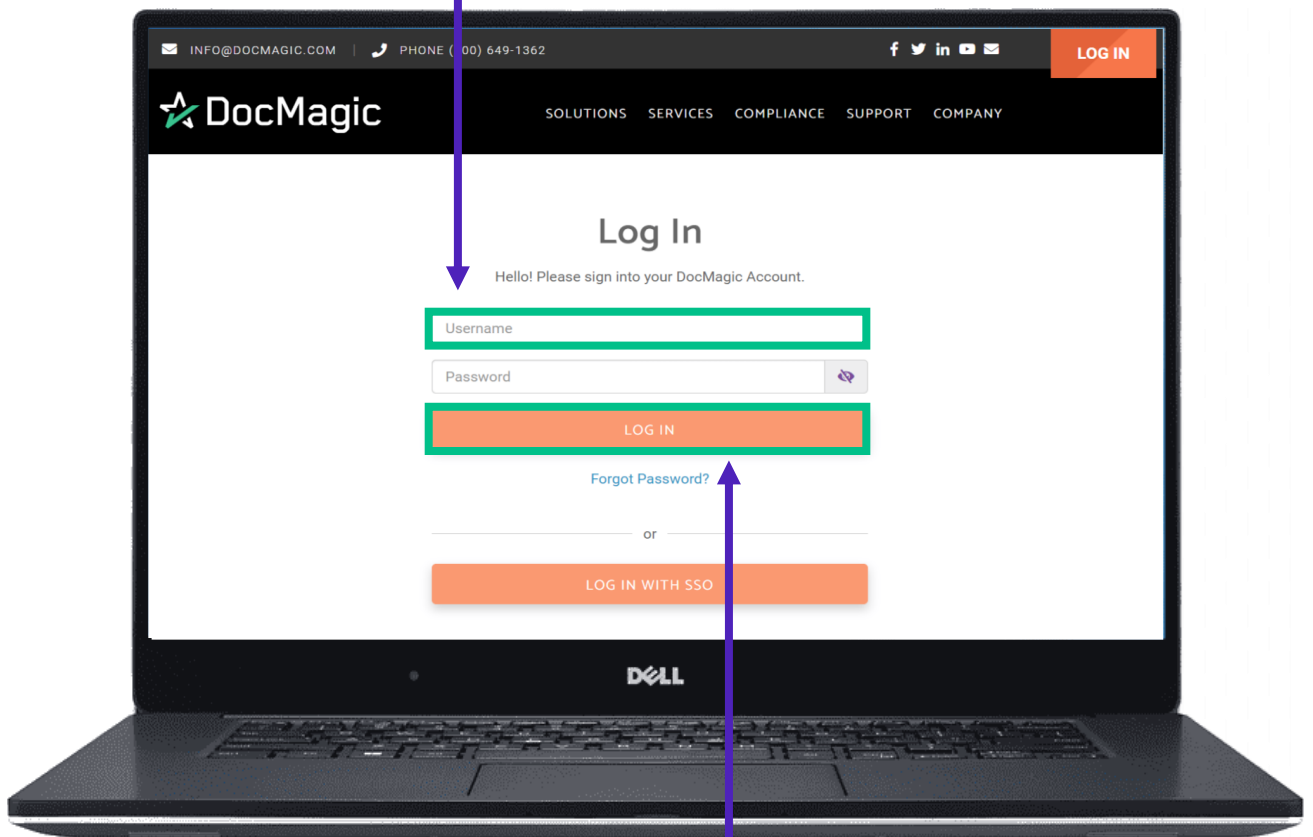 INFO@DOCMAGIC.COM | PHONE ( 00) 649-1362
LOG IN
DocMagic
SOLUTIONS SERVICES COMPLIANCE SUPPORT COMPANY
Log In
Hello! Please sign into your DocMagic Account.
Username
Password
LOG IN
Forgot Password?
or
LOG IN WITH SSO
DELL